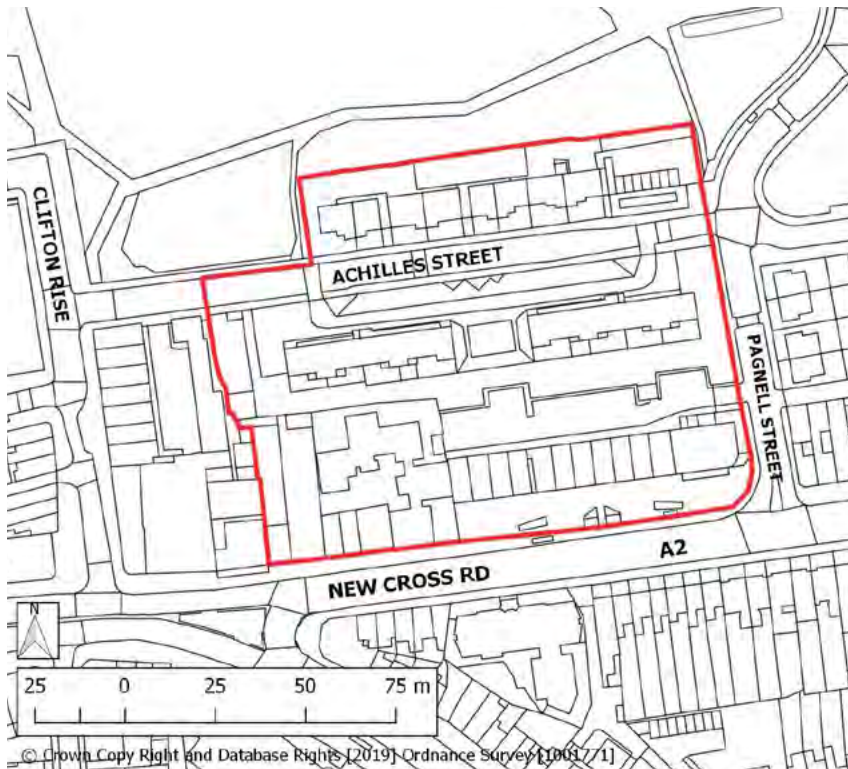 CLIFTON RISE
ACHILLES STREET
PAGNELL STREET
A2
NEW CROSS RD
N
25 0 25 50 75 m
© Crown Copy Right and Database Rights [2019] Ordnance Survey [1001771]